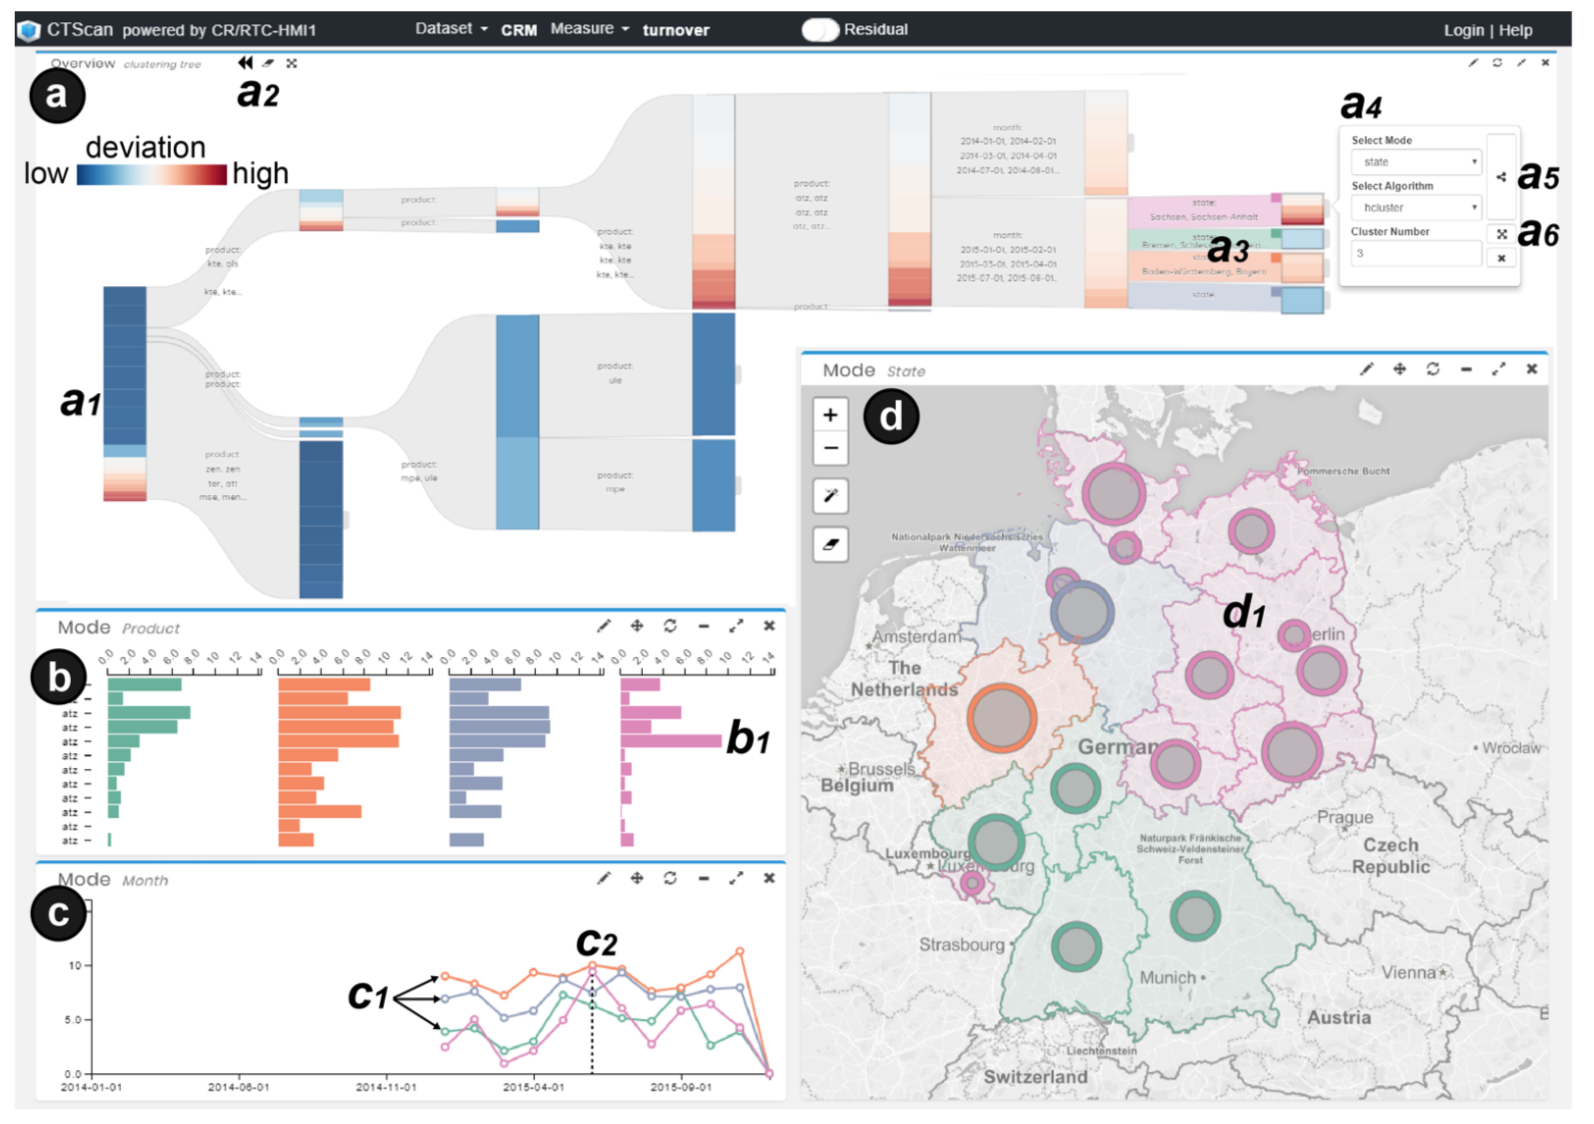 CTScan powered by CR/RTC-HMI1 Dataset CRM Measure turnover Residual Login | Help
Overview clustering tree
a
a2
deviation
low high
a1
product:
kte, ols
kte, kte...
product:
product:
product
zen, zen
ter, ati
mse, men...
product:
product:
product:
mpe, ule
product:
kte, kte
kte, kte
kte, kte...
product:
ule
product:
mpe
product:
atz, atz
atz, atz
atz, atz...
product:
month:
2014-01-01, 2014-02-01
2014-03-01, 2014-04-01
2014-07-01, 2014-08-01...
month:
2015-01-01, 2015-02-01
2015-03-01, 2015-04-01
2015-07-01, 2015-08-01...
state:
Sachsen, Sachsen-Anhalt
a3
Baden-Württemberg, Bayern
state:
a4
Select Mode
state
Select Algorithm
hcluster
Cluster Number
3
a5
a6
Mode Product
b
0.0 2.0 4.0 6.0 8.0 10 12 14 0.0 2.0 4.0 6.0 8.0 10 12 14 0.0 2.0 4.0 6.0 8.0 10 12 14 0.0 2.0 4.0 6.0 8.0 10 12 14
atz
atz
atz
atz
atz
atz
atz
atz
atz
atz
b1
Mode Month
c
c1
c2
10
5.0
0.0
2014-01-01 2014-06-01 2014-11-01 2015-04-01 2015-09-01
Mode State
+
−
d
d1
Pommersche Bucht
Nationalpark Niedersächsisches
Wattenmeer
Amsterdam
The
Netherlands
erlin
German
Brussels
Belgium
Wrocław
Prague
Czech
Republic
Naturpark Fränkische
Schweiz-Veldensteiner
Forst
Luxembourg
Strasbourg
Munich
Vienna
Austria
Liechtenstein
Switzerland